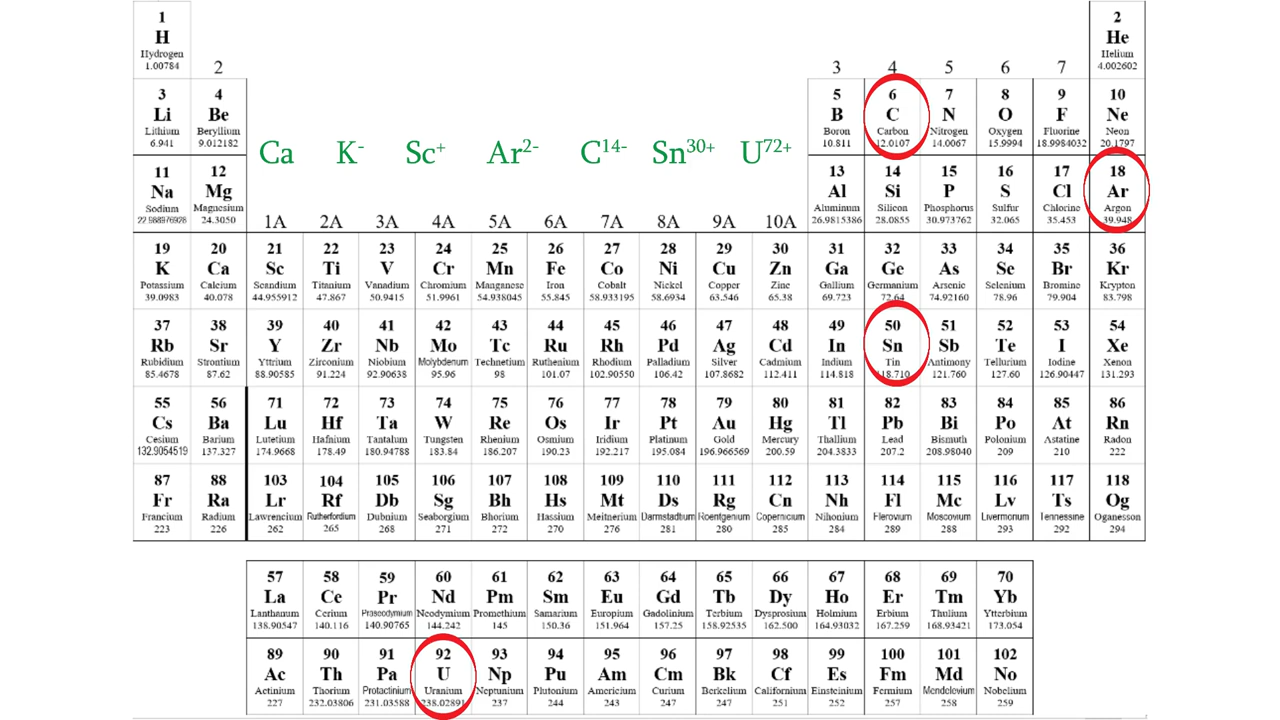 1 2
H He
Hydrogen Helium
1.00784 2 3 4 5 6 7 4.002602
3 4 5 6 7 8 9 10
Li Be B C N O F Ne
Lithium Beryllium Boron Carbon Nitrogen Oxygen Fluorine Neon
6.941 9.012182 10.811 12.0107 14.0067 15.9994 18.9984032 20.1797
Ca K- Sc+ Ar2- C14- Sn30+ U72+
11 12 13 14 15 16 17 18
Na Mg Al Si P S Cl Ar
Sodium Magnesium Aluminum Silicon Phosphorus Sulfur Chlorine Argon
22.98976928 24.3050 1A 2A 3A 4A 5A 6A 7A 8A 9A 10A 26.9815386 28.0855 30.973762 32.065 35.453 39.948
19 20 21 22 23 24 25 26 27 28 29 30 31 32 33 34 35 36
K Ca Sc Ti V Cr Mn Fe Co Ni Cu Zn Ga Ge As Se Br Kr
Potassium Calcium Scandium Titanium Vanadium Chromium Manganese Iron Cobalt Nickel Copper Zinc Gallium Germanium Arsenic Selenium Bromine Krypton
39.0983 40.078 44.955912 47.867 50.9415 51.9961 54.938045 55.845 58.933195 58.6934 63.546 65.38 69.723 72.64 74.92160 78.96 79.904 83.798
37 38 39 40 41 42 43 44 45 46 47 48 49 50 51 52 53 54
Rb Sr Y Zr Nb Mo Tc Ru Rh Pd Ag Cd In Sn Sb Te I Xe
Rubidium Strontium Yttrium Zirconium Niobium Molybdenum Technetium Ruthenium Rhodium Palladium Silver Cadmium Indium Tin Antimony Tellurium Iodine Xenon
85.4678 87.62 88.90585 91.224 92.90638 95.96 98 101.07 102.90550 106.42 107.8682 112.411 114.818 118.710 121.760 127.60 126.90447 131.293
55 56 71 72 73 74 75 76 77 78 79 80 81 82 83 84 85 86
Cs Ba Lu Hf Ta W Re Os Ir Pt Au Hg Tl Pb Bi Po At Rn
Cesium Barium Lutetium Hafnium Tantalum Tungsten Rhenium Osmium Iridium Platinum Gold Mercury Thallium Lead Bismuth Polonium Astatine Radon
132.9054519 137.327 174.9668 178.49 180.94788 183.84 186.207 190.23 192.217 195.084 196.966569 200.59 204.3833 207.2 208.98040 209 210 222
87 88 103 104 105 106 107 108 109 110 111 112 113 114 115 116 117 118
Fr Ra Lr Rf Db Sg Bh Hs Mt Ds Rg Cn Nh Fl Mc Lv Ts Og
Francium Radium Lawrencium Rutherfordium Dubnium Seaborgium Bhorium Hassium Meitnerium Darmstadtium Roentgenium Copernicium Nihonium Flerovium Moscovium Livermorium Tennessine Oganesson
223 226 262 265 268 271 272 270 276 281 280 285 284 289 288 293 292 294
57 58 59 60 61 62 63 64 65 66 67 68 69 70
La Ce Pr Nd Pm Sm Eu Gd Tb Dy Ho Er Tm Yb
Lanthanum Cerium Praseodymium Neodymium Promethium Samarium Europium Gadolinium Terbium Dysprosium Holmium Erbium Thulium Ytterbium
138.90547 140.116 140.90765 144.242 145 150.36 151.964 157.25 158.92535 162.500 164.93032 167.259 168.93421 173.054
89 90 91 92 93 94 95 96 97 98 99 100 101 102
Ac Th Pa U Np Pu Am Cm Bk Cf Es Fm Md No
Actinium Thorium Protactinium Uranium Neptunium Plutonium Americium Curium Berkelium Californium Einsteinium Fermium Mendelevium Nobelium
227 232.03806 231.03588 238.02891 237 244 243 247 247 251 252 257 258 259